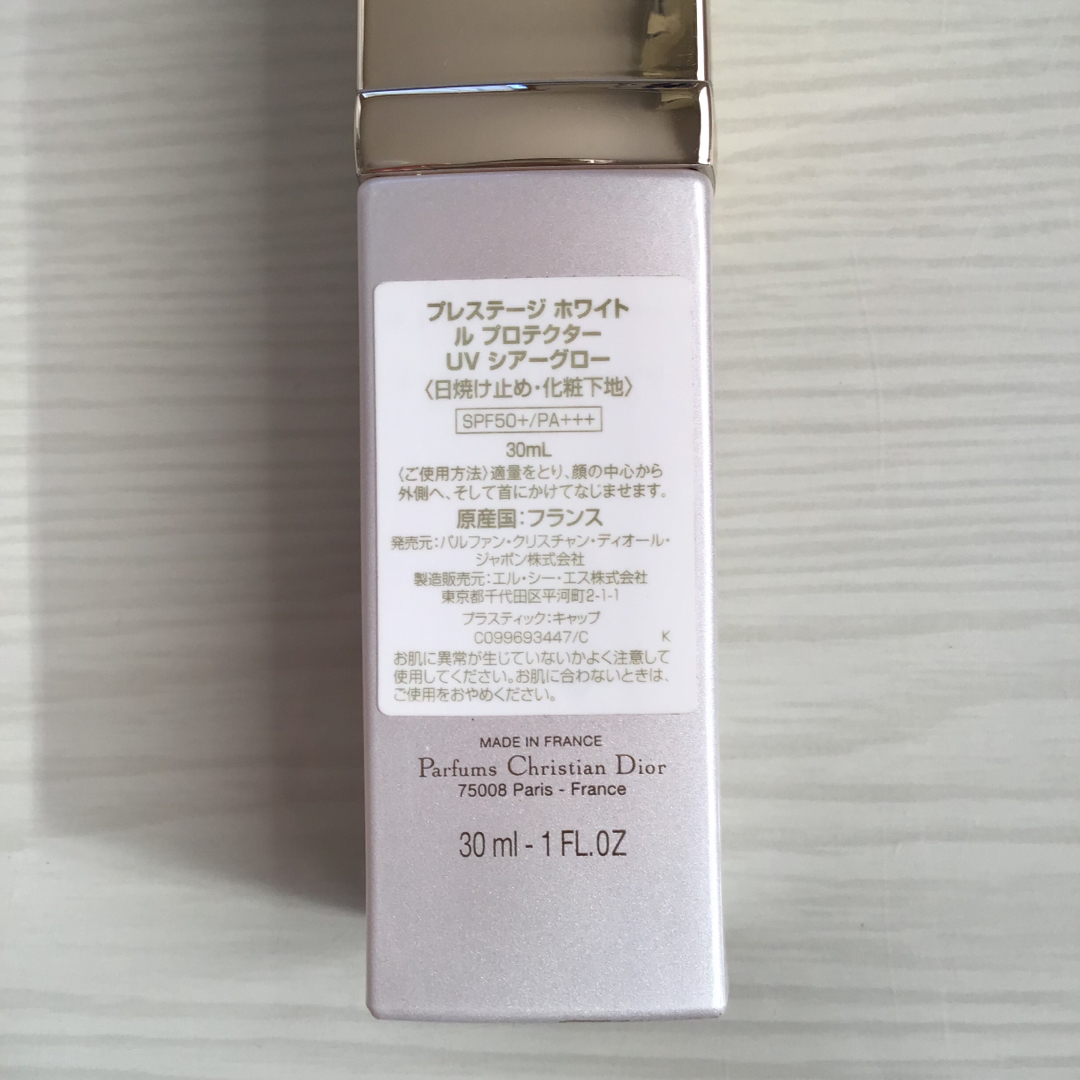 プレステージ ホワイト
ル プロテクター
UV シアーグロー
〈日焼け止め・化粧下地〉
SPF50+/PA+++
30mL
〈ご使用方法〉適量をとり、顔の中心から
外側へ、そして首にかけてなじませます。
原産国：フランス
発売元：パルファン・クリスチャン・ディオール・
ジャポン株式会社
製造販売元：エル・シー・エス株式会社
東京都千代田区平河町2-1-1
プラスティック：キャップ
C099693447/C K
お肌に異常が生じていないかよく注意して
使用してください。お肌に合わないときは、
ご使用をおやめください。
MADE IN FRANCE
Parfums Christian Dior
75008 Paris - France
30 ml - 1 FL.OZ